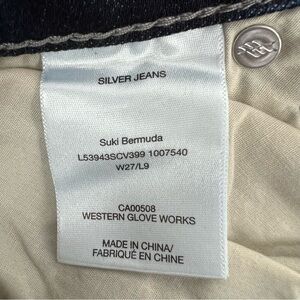 SILVER JEANS
Suki Bermuda
L53943SCV399 1007540
W27/L9
CA00508
WESTERN GLOVE WORKS
MADE IN CHINA/
FABRIQUÉ EN CHINE